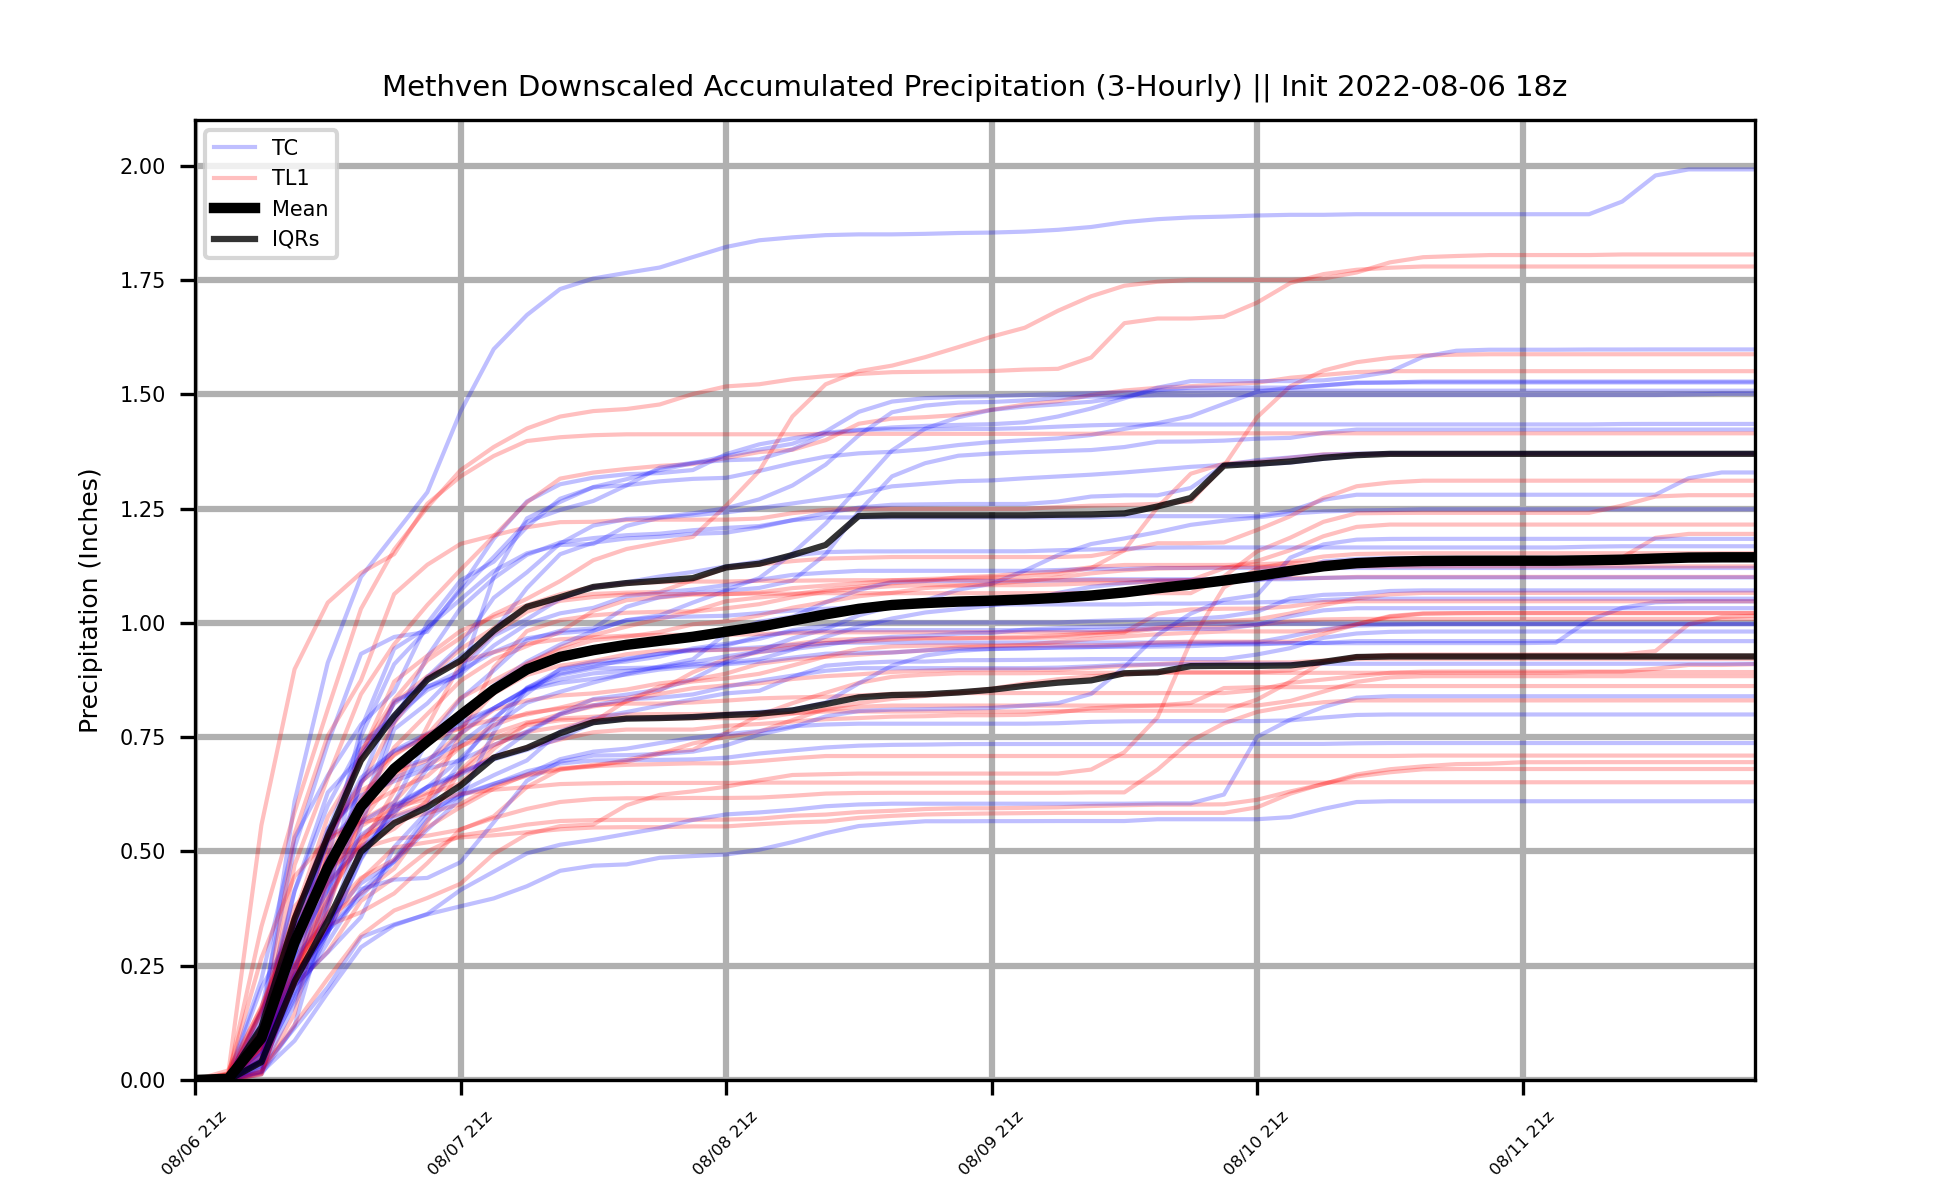 Methven Downscaled Accumulated Precipitation (3-Hourly) || Init 2022-08-06 18z
TC
TL1
Mean
IQRs
Precipitation (Inches)
2.00
1.75
1.50
1.25
1.00
0.75
0.50
0.25
0.00
08/06 21z
08/07 21z
08/08 21z
08/09 21z
08/10 21z
08/11 21z